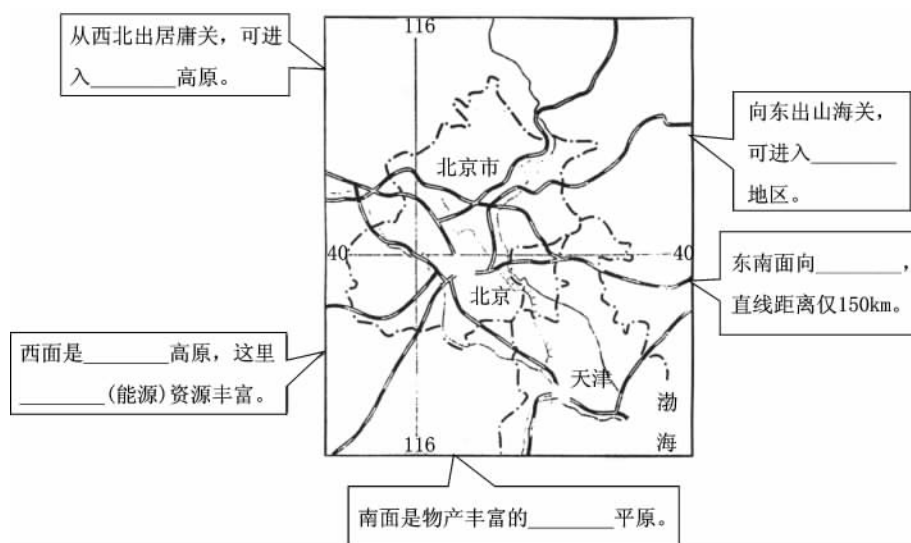 从西北出居庸关，可进
入________高原。
116
向东出山海关，
可进入________
地区。
北京市
40
40
东南面向________，
直线距离仅150km。
北京
西面是________高原，这里
________(能源)资源丰富。
天津
渤
海
116
南面是物产丰富的________平原。